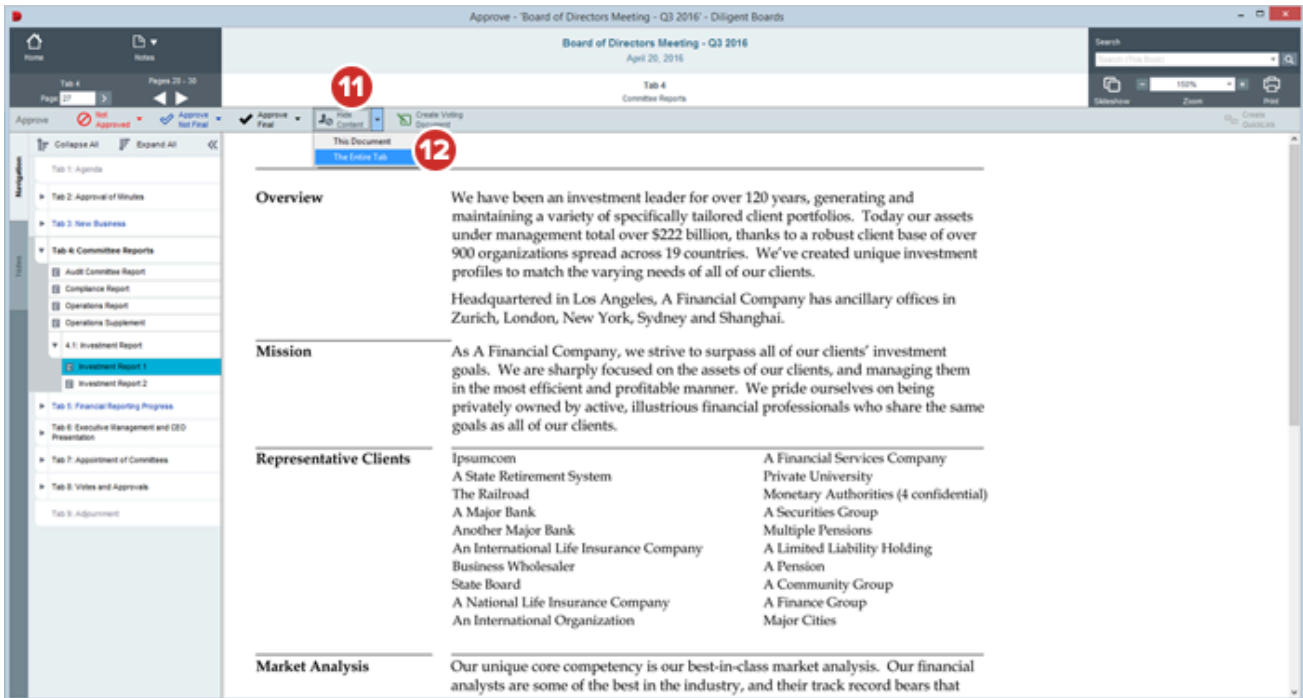 Approve - 'Board of Directors Meeting - Q3 2016' - Diligent Boards
Home
Notes
Board of Directors Meeting - Q3 2016
April 20, 2016
Search
Search (This Book)
Tab 4
Pages 20 - 30
Page 27
Tab 4
Committee Reports
Slideshow
150%
Zoom
Print
11
Approve
Not Approved
Approve Not Final
Approve Final
Hide Content
Create Voting Document
Create QuickLink
This Document
The Entire Tab
12
Navigation
Notes
Collapse All
Expand All
Tab 1: Agenda
Tab 2: Approval of Minutes
Tab 3: New Business
Tab 4: Committee Reports
Audit Committee Report
Compliance Report
Operations Report
Operations Supplement
4.1: Investment Report
Investment Report 1
Investment Report 2
Tab 5: Financial Reporting Progress
Tab 6: Executive Management and CEO
Presentation
Tab 7: Appointment of Committees
Tab 8: Votes and Approvals
Tab 9: Adjournment
Overview
We have been an investment leader for over 120 years, generating and
maintaining a variety of specifically tailored client portfolios. Today our assets
under management total over $222 billion, thanks to a robust client base of over
900 organizations spread across 19 countries. We've created unique investment
profiles to match the varying needs of all of our clients.
Headquartered in Los Angeles, A Financial Company has ancillary offices in
Zurich, London, New York, Sydney and Shanghai.
Mission
As A Financial Company, we strive to surpass all of our clients' investment
goals. We are sharply focused on the assets of our clients, and managing them
in the most efficient and profitable manner. We pride ourselves on being
privately owned by active, illustrious financial professionals who share the same
goals as all of our clients.
Representative Clients
Ipsumcom
A State Retirement System
The Railroad
A Major Bank
Another Major Bank
An International Life Insurance Company
Business Wholesaler
State Board
A National Life Insurance Company
An International Organization
A Financial Services Company
Private University
Monetary Authorities (4 confidential)
A Securities Group
Multiple Pensions
A Limited Liability Holding
A Pension
A Community Group
A Finance Group
Major Cities
Market Analysis
Our unique core competency is our best-in-class market analysis. Our financial
analysts are some of the best in the industry, and their track record bears that